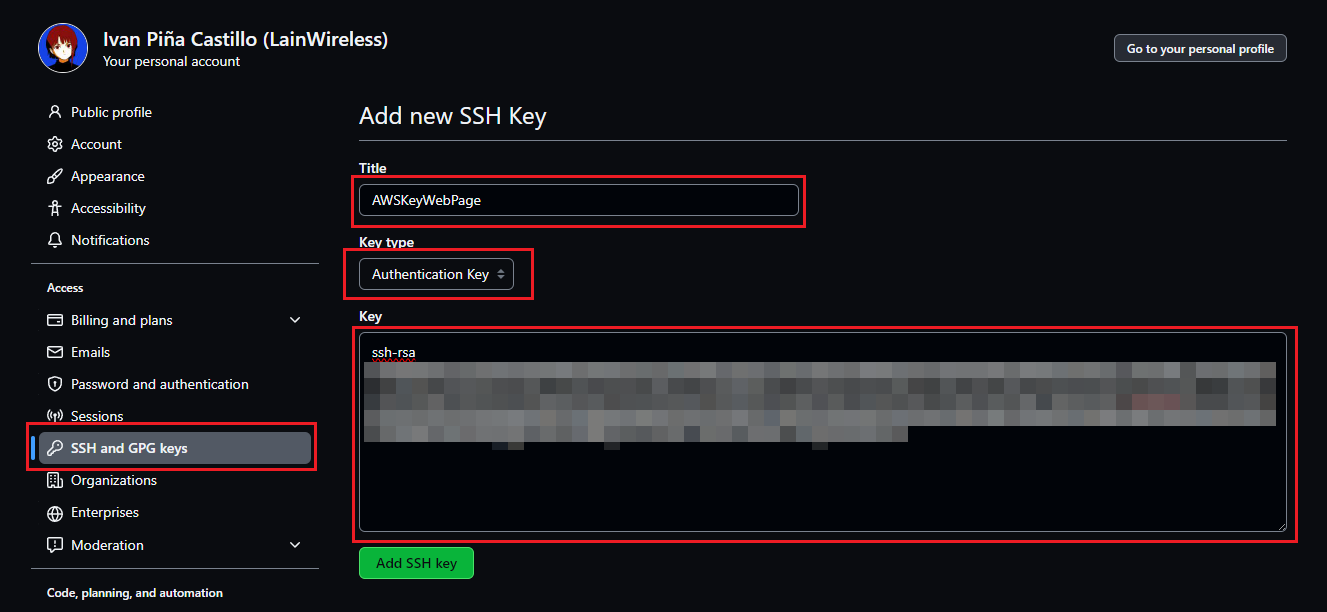 Ivan Piña Castillo (LainWireless)
Your personal account
Go to your personal profile
Public profile
Account
Appearance
Accessibility
Notifications
Access
Billing and plans
Emails
Password and authentication
Sessions
SSH and GPG keys
Organizations
Enterprises
Moderation
Code, planning, and automation
Add new SSH Key
Title
AWSKeyWebPage
Key type
Authentication Key
Key
ssh-rsa
Add SSH key